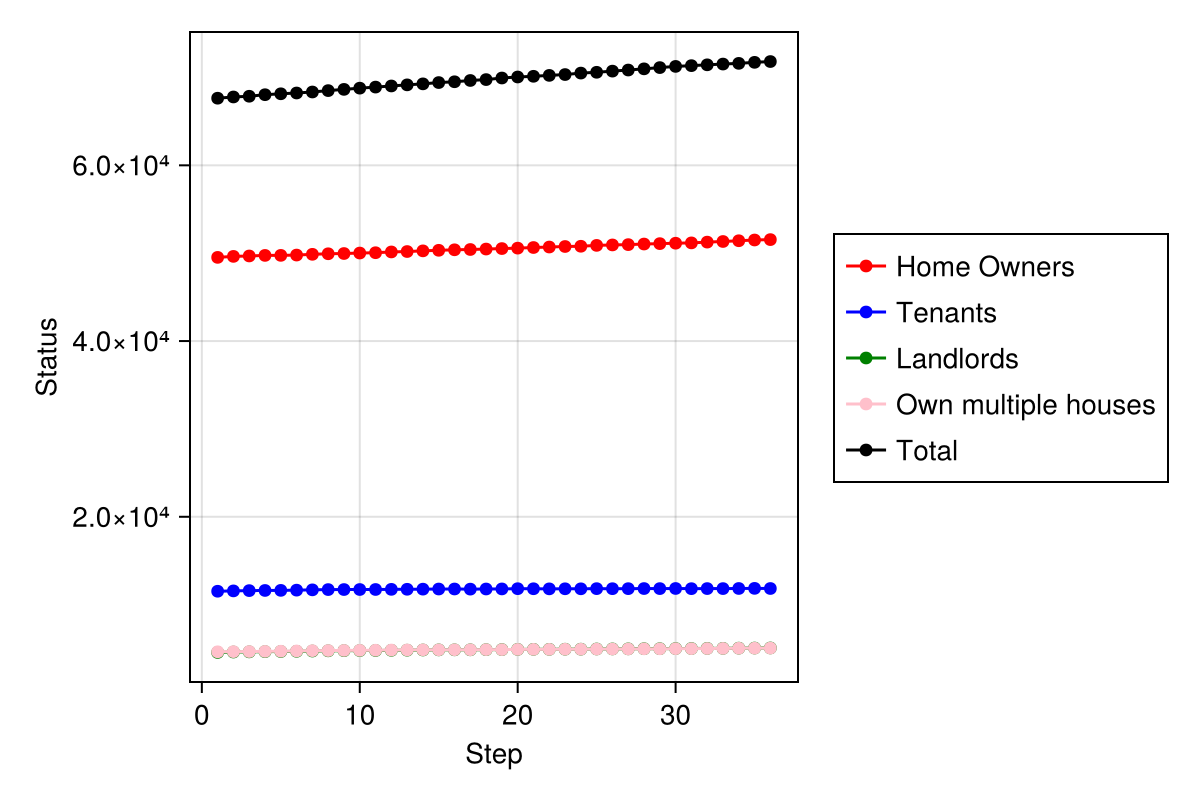 6.0×10⁴
4.0×10⁴
2.0×10⁴
Status
0 10 20 30
Step
Home Owners
Tenants
Landlords
Own multiple houses
Total